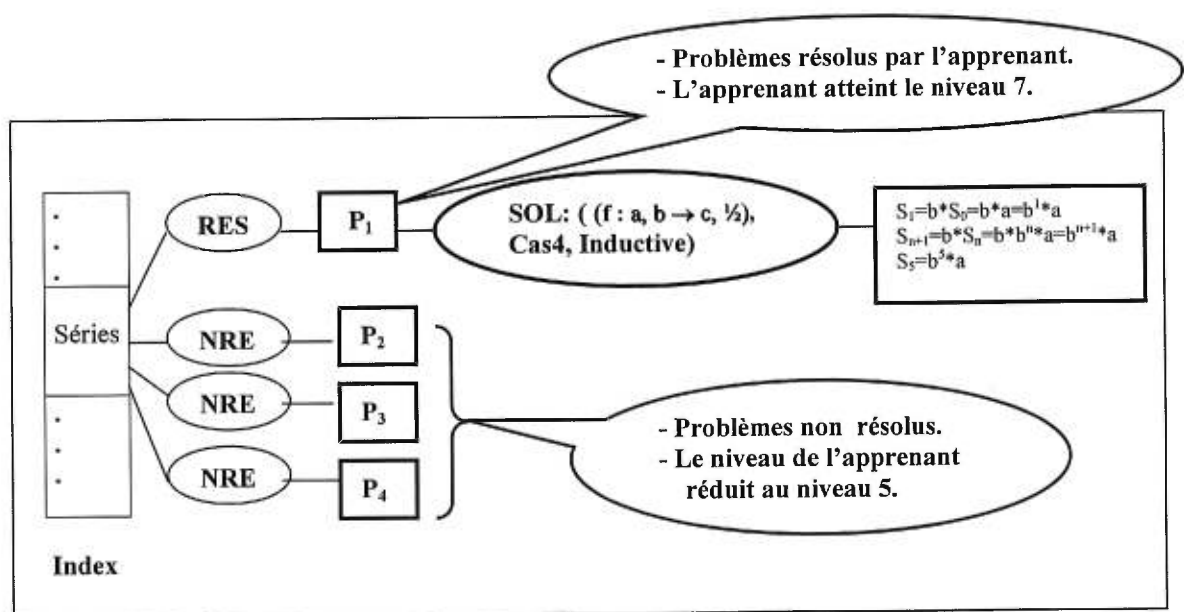 - Problèmes résolus par l'apprenant.
- L'apprenant atteint le niveau 7.
RES
P₁
SOL: ( (f : a, b → c, ½),
Cas4, Inductive)
S₁=b*S₀=b*a=b¹*a
Sₙ₊₁=b*Sₙ=b*bⁿ*a=bⁿ⁺¹*a
S₅=b⁵*a
Séries
NRE
P₂
NRE
P₃
NRE
P₄
- Problèmes non résolus.
- Le niveau de l'apprenant
réduit au niveau 5.
Index